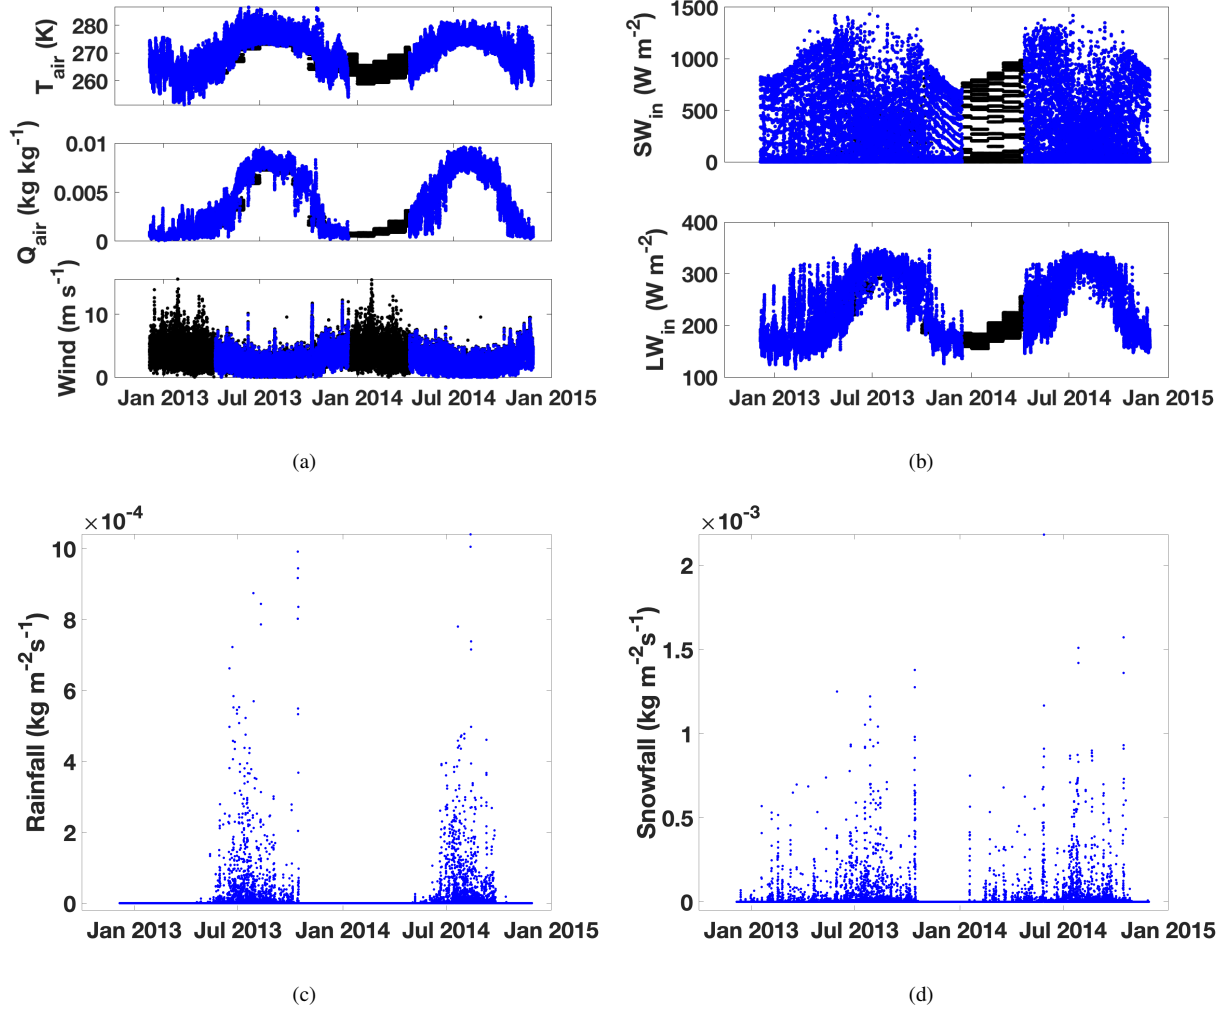 T_air (K)
280
270
260
Q_air (kg kg^-1)
0.01
0.005
0
Wind (m s^-1)
10
0
Jan 2013 Jul 2013 Jan 2014 Jul 2014 Jan 2015
(a)
SW_in (W m^-2)
1500
1000
500
0
LW_in (W m^-2)
400
300
200
100
Jan 2013 Jul 2013 Jan 2014 Jul 2014 Jan 2015
(b)
×10^-4
Rainfall (kg m^-2s^-1)
10
8
6
4
2
0
Jan 2013 Jul 2013 Jan 2014 Jul 2014 Jan 2015
(c)
×10^-3
Snowfall (kg m^-2s^-1)
2
1.5
1
0.5
0
Jan 2013 Jul 2013 Jan 2014 Jul 2014 Jan 2015
(d)